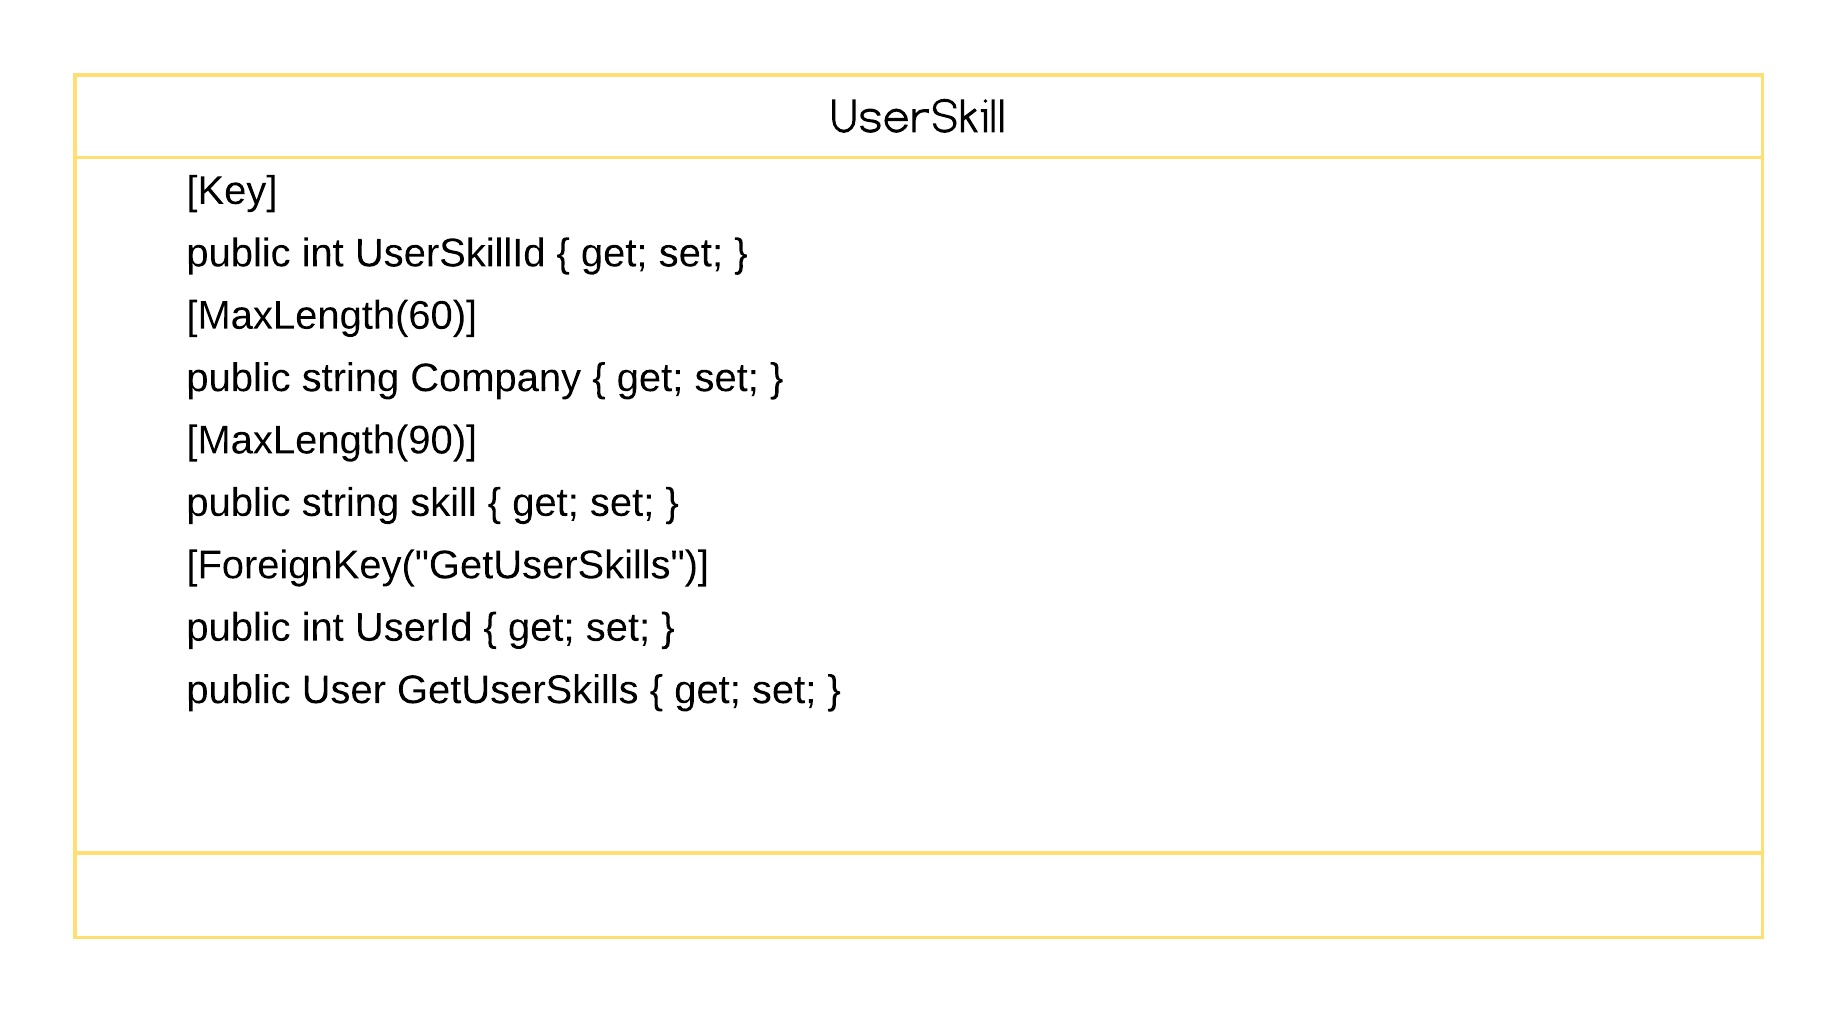 UserSkill
[Key]
public int UserSkillId { get; set; }
[MaxLength(60)]
public string Company { get; set; }
[MaxLength(90)]
public string skill { get; set; }
[ForeignKey("GetUserSkills")]
public int UserId { get; set; }
public User GetUserSkills { get; set; }